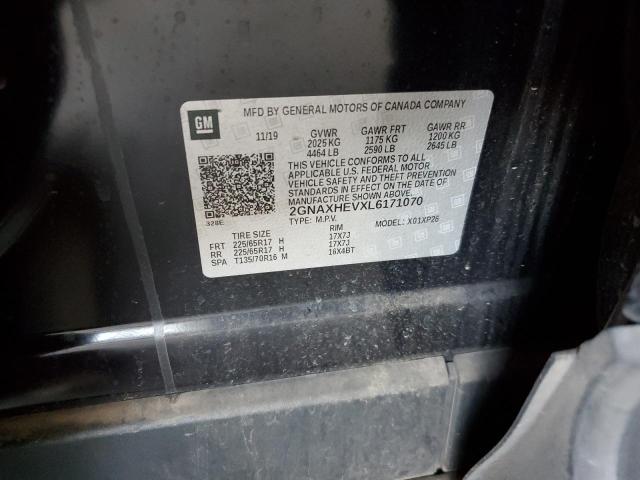 GM
MFD BY GENERAL MOTORS OF CANADA COMPANY
11/19 GVWR GAWR FRT GAWR RR
2025 KG 1175 KG 1200 KG
4464 LB 2590 LB 2645 LB
THIS VEHICLE CONFORMS TO ALL
APPLICABLE U.S. FEDERAL MOTOR
VEHICLE SAFETY AND THEFT PREVENTION
STANDARDS IN EFFECT ON THE DATE OF
MANUFACTURE SHOWN ABOVE.
2GNAXHEVXL6171070
328E
TYPE: M.P.V. MODEL: X01XP26
TIRE SIZE RIM
FRT 225/65R17 H 17X7J
RR 225/65R17 H 17X7J
SPA T135/70R16 M 16X4BT